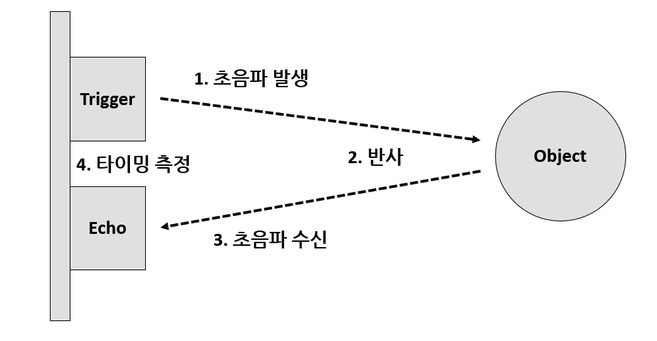 1. 초음파 발생
Trigger
2. 반사
Object
4. 타이밍 측정
Echo
3. 초음파 수신